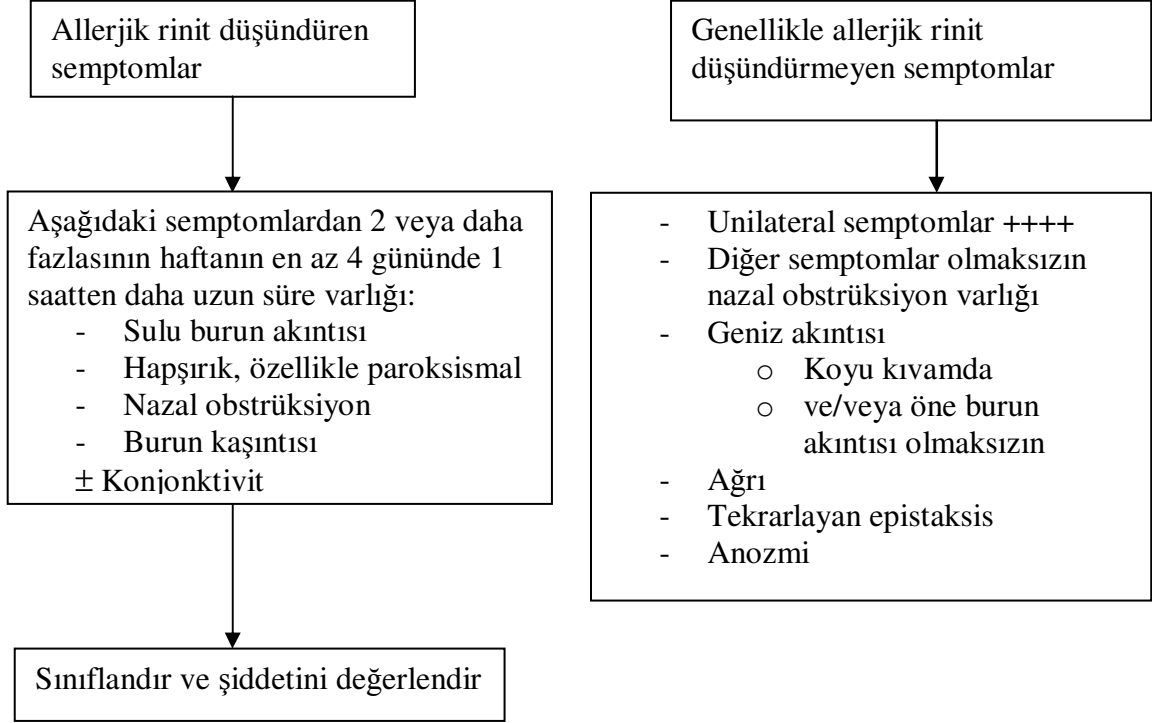 Allerjik rinit düşündüren
semptomlar
Genellikle allerjik rinit
düşündürmeyen semptomlar
Aşağıdaki semptomlardan 2 veya daha
fazlasının haftanın en az 4 gününde 1
saatten daha uzun süre varlığı:
- Sulu burun akıntısı
- Hapşırık, özellikle paroksismal
- Nazal obstrüksiyon
- Burun kaşıntısı
± Konjonktivit
- Unilateral semptomlar ++++
- Diğer semptomlar olmaksızın
nazal obstrüksiyon varlığı
- Geniz akıntısı
o Koyu kıvamda
o ve/veya öne burun
akıntısı olmaksızın
- Ağrı
- Tekrarlayan epistaksis
- Anozmi
Sınıflandır ve şiddetini değerlendir